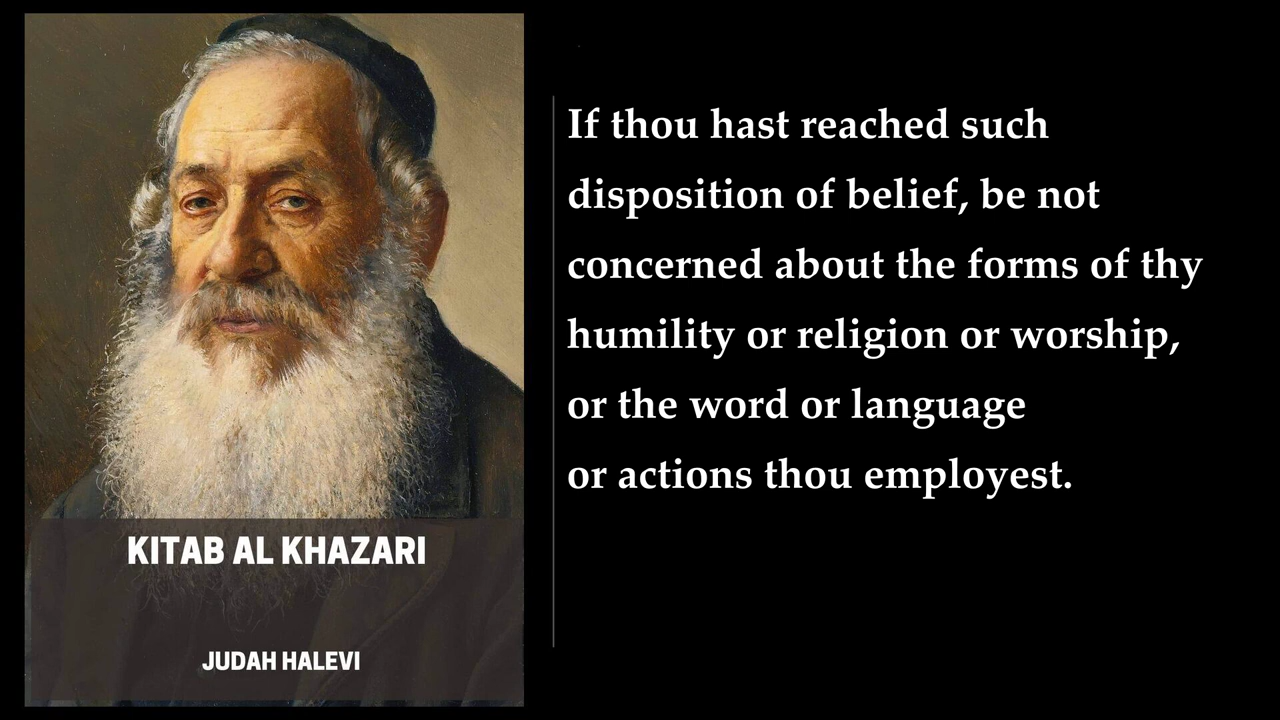 KITAB AL KHAZARI
JUDAH HALEVI
If thou hast reached such
disposition of belief, be not
concerned about the forms of thy
humility or religion or worship,
or the word or language
or actions thou employest.